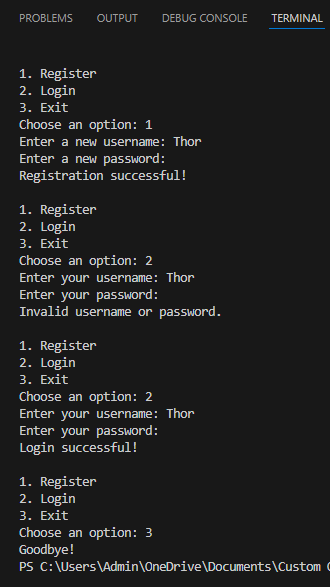 PROBLEMS OUTPUT DEBUG CONSOLE TERMINAL
1. Register
2. Login
3. Exit
Choose an option: 1
Enter a new username: Thor
Enter a new password:
Registration successful!
1. Register
2. Login
3. Exit
Choose an option: 2
Enter your username: Thor
Enter your password:
Invalid username or password.
1. Register
2. Login
3. Exit
Choose an option: 2
Enter your username: Thor
Enter your password:
Login successful!
1. Register
2. Login
3. Exit
Choose an option: 3
Goodbye!
PS C:\Users\Admin\OneDrive\Documents\Custom